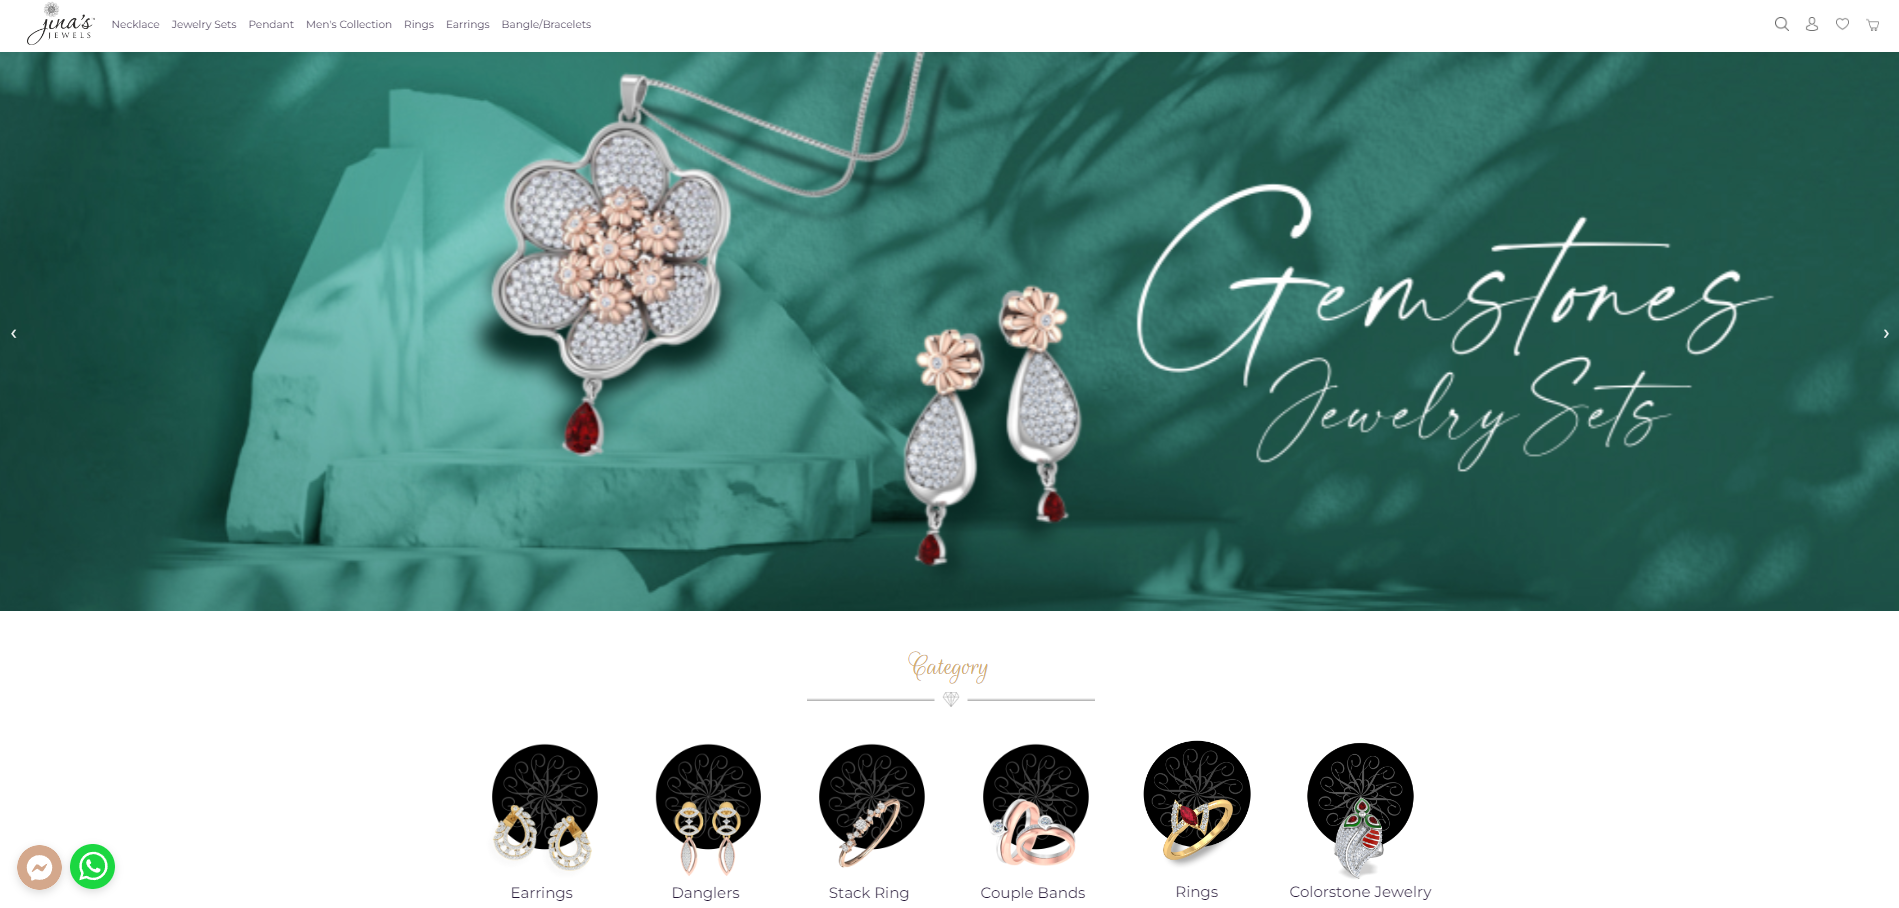 jina's
JEWELS
Necklace Jewelry Sets Pendant Men's Collection Rings Earrings Bangle/Bracelets
Gemstones
Jewelry Sets
Category
Earrings Danglers Stack Ring Couple Bands Rings Colorstone Jewelry